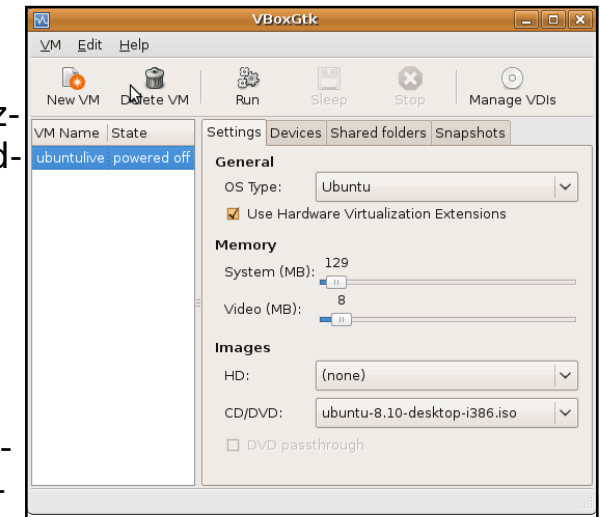 VBoxGtk
VM Edit Help
New VM Delete VM Run Sleep Stop Manage VDIs
z-
d-
VM Name State
ubuntulive powered off
Settings Devices Shared folders Snapshots
General
OS Type: Ubuntu
Use Hardware Virtualization Extensions
Memory
System (MB): 129
Video (MB): 8
Images
HD: (none)
CD/DVD: ubuntu-8.10-desktop-i386.iso
DVD passthrough
-
-